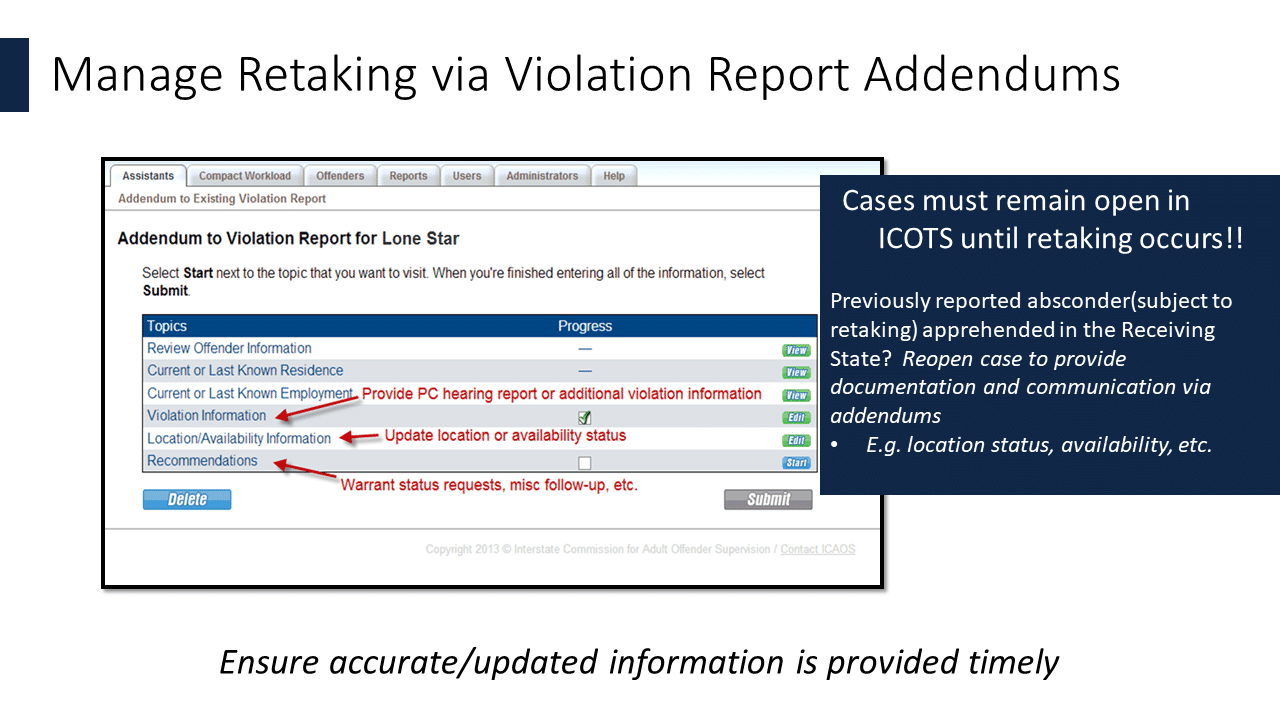 Manage Retaking via Violation Report Addendums
Assistants Compact Workload Offenders Reports Users Administrators Help
Addendum to Existing Violation Report
Addendum to Violation Report for Lone Star
Select Start next to the topic that you want to visit. When you're finished entering all of the information, select
Submit.
Topics Progress
Review Offender Information — View
Current or Last Known Residence — View
Current or Last Known Employment Provide PC hearing report or additional violation information View
Violation Information Edit
Location/Availability Information Update location or availability status Edit
Recommendations Start
Warrant status requests, misc follow-up, etc.
Delete Submit
Copyright 2013 © Interstate Commission for Adult Offender Supervision / Contact ICAOS
Cases must remain open in
ICOTS until retaking occurs!!
Previously reported absconder(subject to
retaking) apprehended in the Receiving
State? Reopen case to provide
documentation and communication via
addendums
• E.g. location status, availability, etc.
Ensure accurate/updated information is provided timely